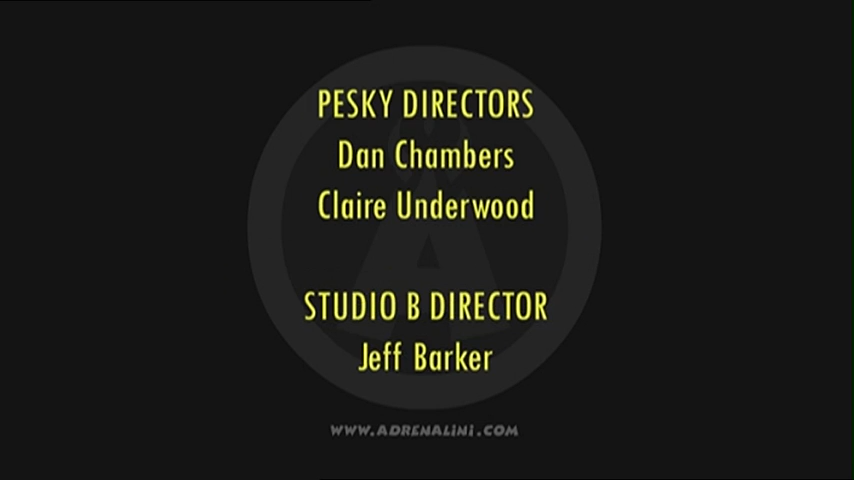 PESKY DIRECTORS
Dan Chambers
Claire Underwood
STUDIO B DIRECTOR
Jeff Barker
WWW.ADRENALINI.COM